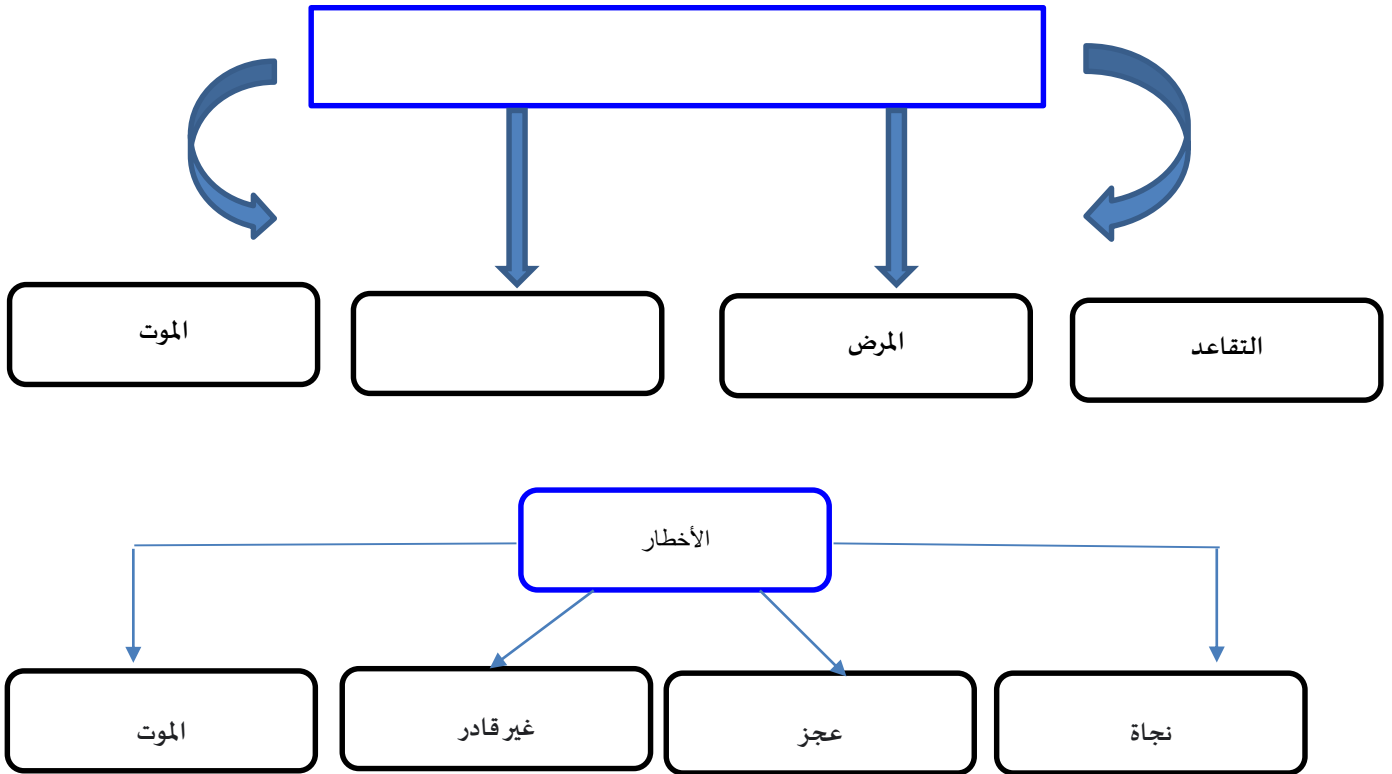 التقاعد
المرض
الموت
الأخطار
نجاة
عجز
غير قادر
الموت